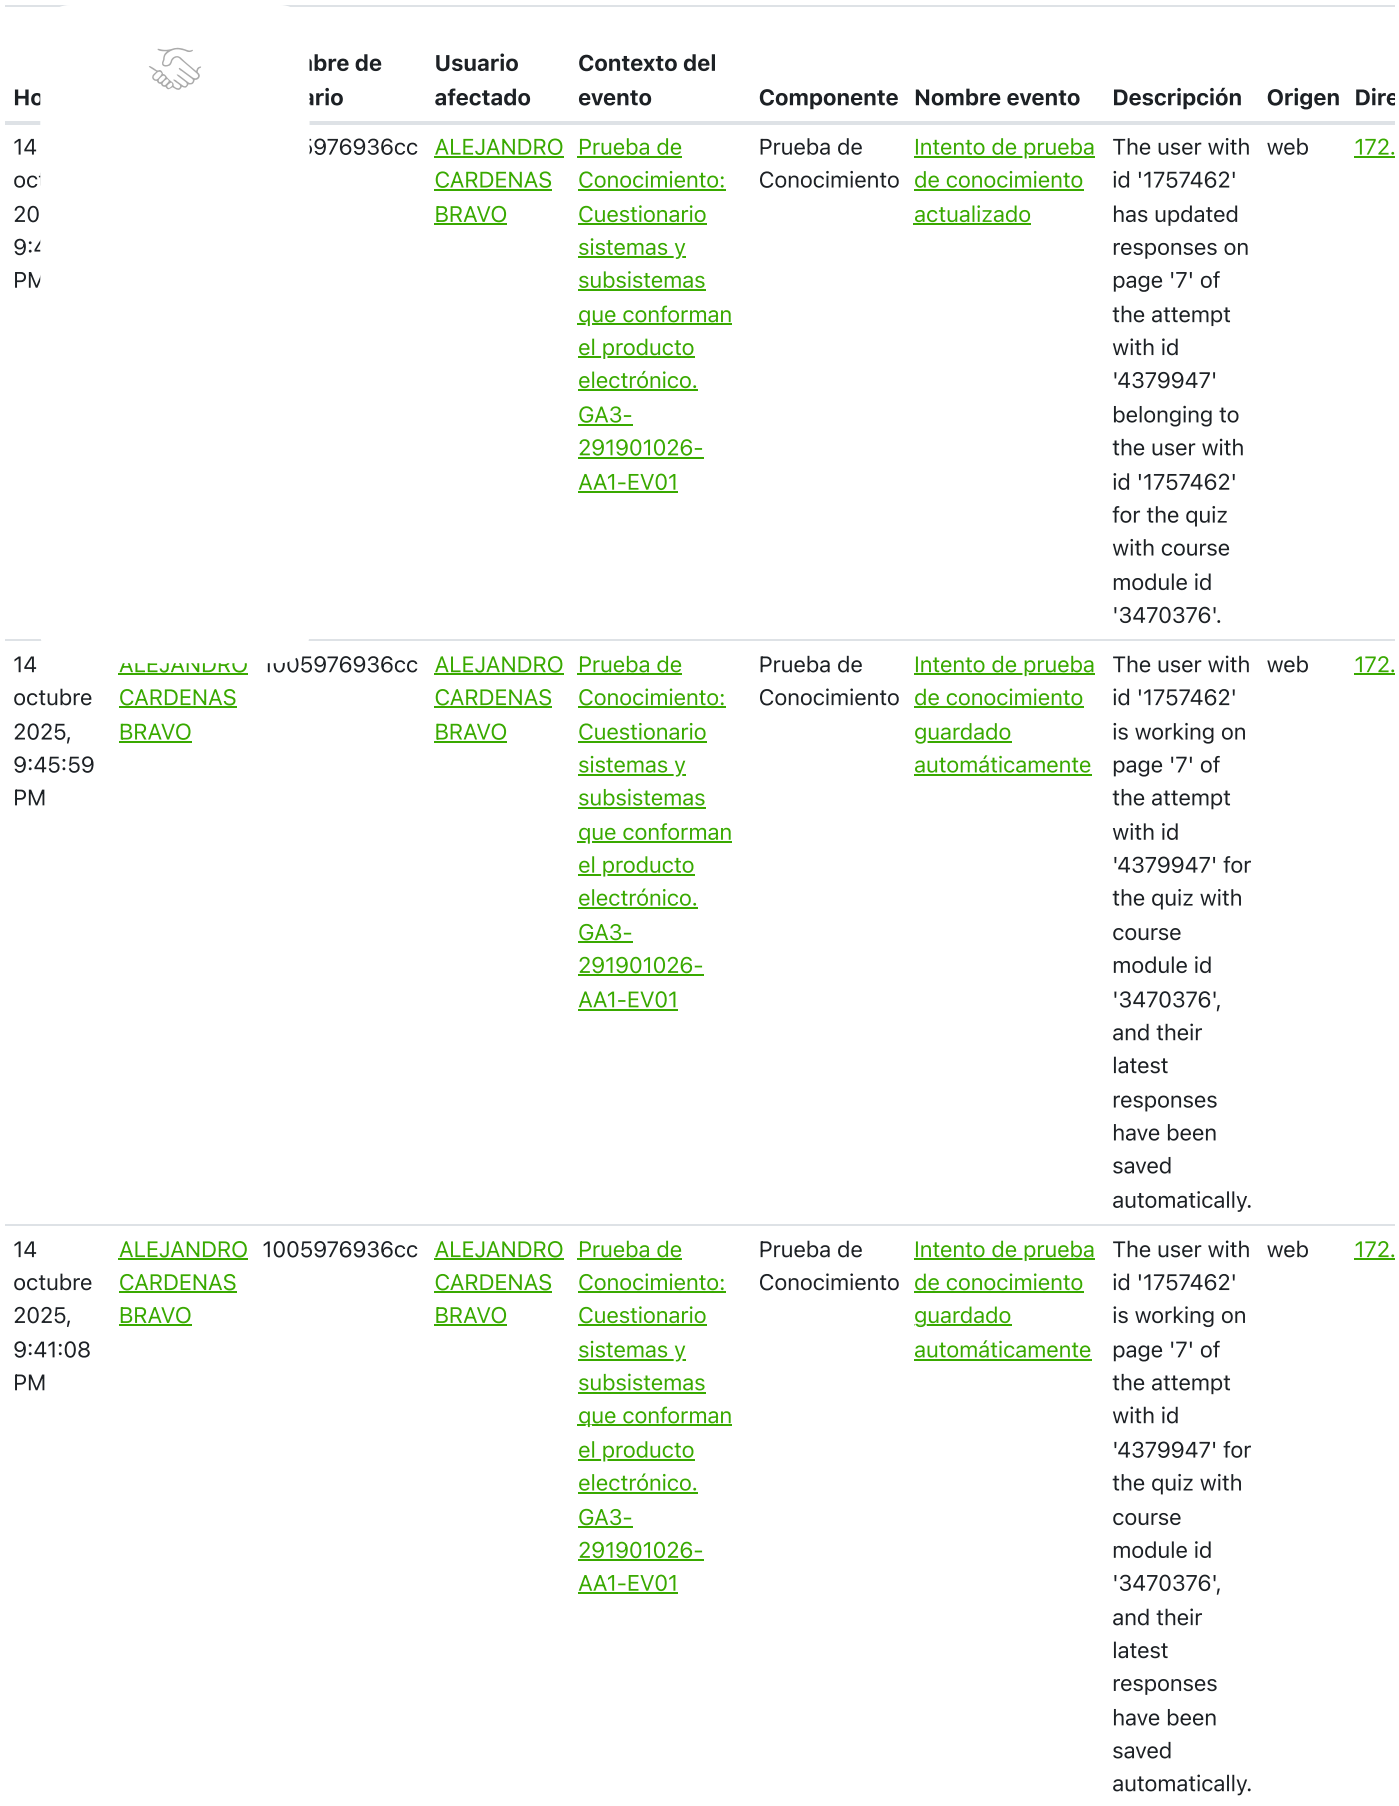 Usuario
Contexto del
afectado
evento
Componente
Nombre evento
Descripción
Origen
14
ALEJANDRO
CARDENAS
BRAVO
Prueba de
Conocimiento:
Cuestionario
sistemas y
subsistemas
que conforman
el producto
electrónico.
GA3-
291901026-
AA1-EV01
Prueba de
Conocimiento
Intento de prueba
de conocimiento
actualizado
The user with
id '1757462'
has updated
responses on
page '7' of
the attempt
with id
'4379947'
belonging to
the user with
id '1757462'
for the quiz
with course
module id
'3470376'.
web
172.
14
octubre
2025,
9:45:59
PM
ALEJANDRO
CARDENAS
BRAVO
1005976936cc
ALEJANDRO
CARDENAS
BRAVO
Prueba de
Conocimiento:
Cuestionario
sistemas y
subsistemas
que conforman
el producto
electrónico.
GA3-
291901026-
AA1-EV01
Prueba de
Conocimiento
Intento de prueba
de conocimiento
guardado
automáticamente
The user with
id '1757462'
is working on
page '7' of
the attempt
with id
'4379947' for
the quiz with
course
module id
'3470376',
and their
latest
responses
have been
saved
automatically.
web
172.
14
octubre
2025,
9:41:08
PM
ALEJANDRO
CARDENAS
BRAVO
1005976936cc
ALEJANDRO
CARDENAS
BRAVO
Prueba de
Conocimiento:
Cuestionario
sistemas y
subsistemas
que conforman
el producto
electrónico.
GA3-
291901026-
AA1-EV01
Prueba de
Conocimiento
Intento de prueba
de conocimiento
guardado
automáticamente
The user with
id '1757462'
is working on
page '7' of
the attempt
with id
'4379947' for
the quiz with
course
module id
'3470376',
and their
latest
responses
have been
saved
automatically.
web
172.